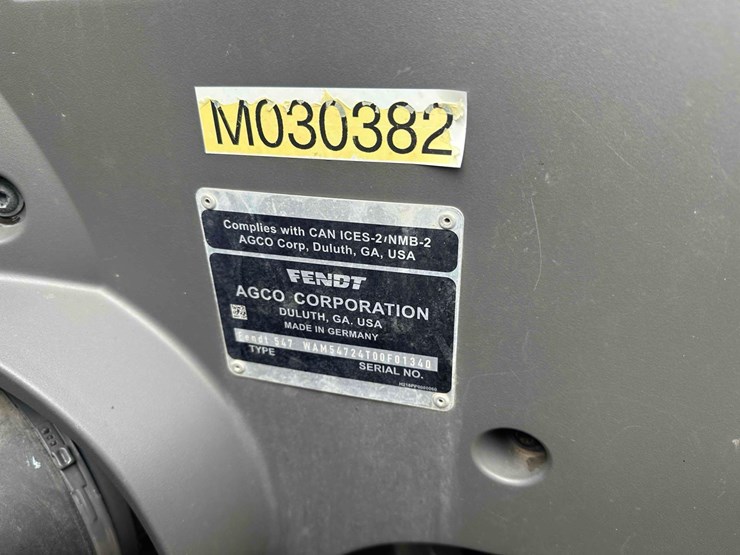 M030382
Complies with CAN ICES-2/NMB-2
AGCO Corp, Duluth, GA, USA
FENDT
AGCO CORPORATION
DULUTH, GA. USA
MADE IN GERMANY
Fendt 547 WAM54724T00F01340
TYPE SERIAL NO.